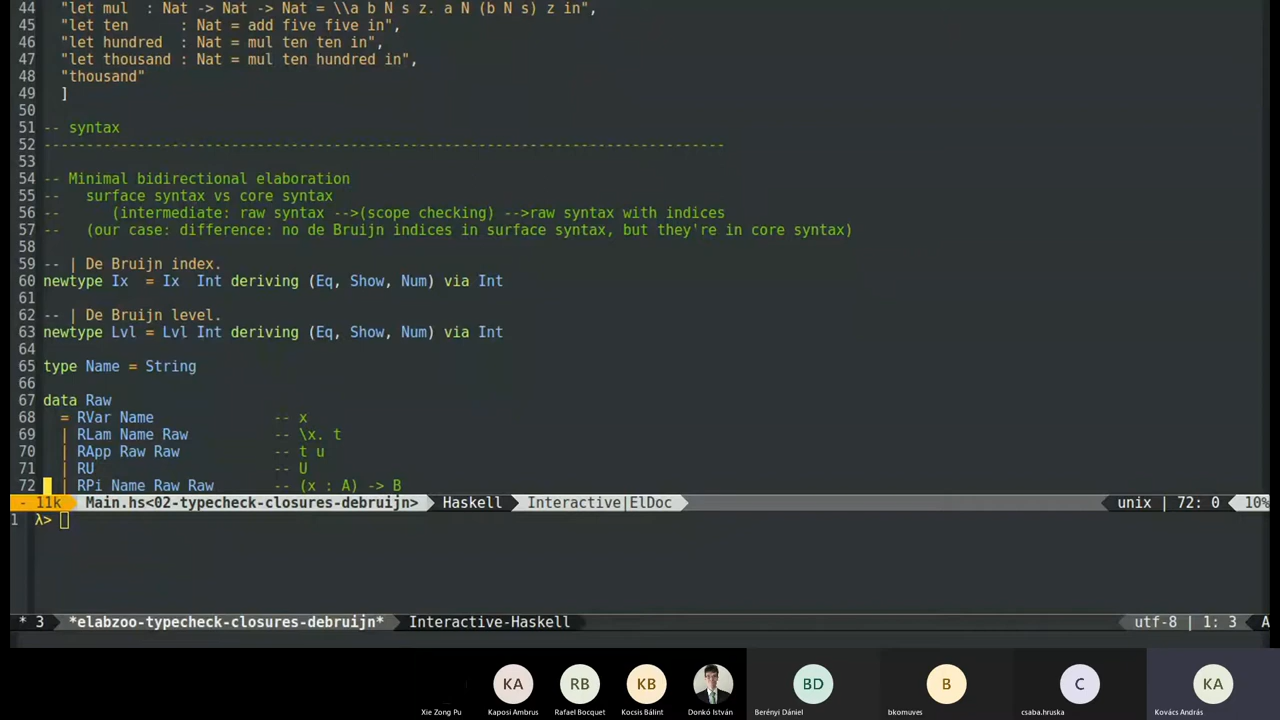 44 "let mul  : Nat -> Nat -> Nat = \\a b N s z. a N (b N s) z in",
45 "let ten      : Nat = add five five in",
46 "let hundred  : Nat = mul ten ten in",
47 "let thousand : Nat = mul ten hundred in",
48 "thousand"
49 ]
50
51 -- syntax
52 --------------------------------------------------------------------------------
53
54 -- Minimal bidirectional elaboration
55 --   surface syntax vs core syntax
56 --      (intermediate: raw syntax -->(scope checking) -->raw syntax with indices
57 --   (our case: difference: no de Bruijn indices in surface syntax, but they're in core syntax)
58
59 -- | De Bruijn index.
60 newtype Ix  = Ix  Int deriving (Eq, Show, Num) via Int
61
62 -- | De Bruijn level.
63 newtype Lvl = Lvl Int deriving (Eq, Show, Num) via Int
64
65 type Name = String
66
67 data Raw
68 = RVar Name              -- x
69 | RLam Name Raw          -- \x. t
70 | RApp Raw Raw           -- t u
71 | RU                     -- U
72 | RPi Name Raw Raw       -- (x : A) -> B
- 11k Main.hs<02-typecheck-closures-debruijn> Haskell Interactive|ElDoc unix | 72: 0 10%
1 λ>
* 3 *elabzoo-typecheck-closures-debruijn* Interactive-Haskell utf-8 | 1: 3 A
KA RB KB BD B C KA
Xie Zong Pu Kaposi Ambrus Rafael Bocquet Kocsis Bálint Donkó István Berényi Dániel bkomuves csaba.hruska Kovács András